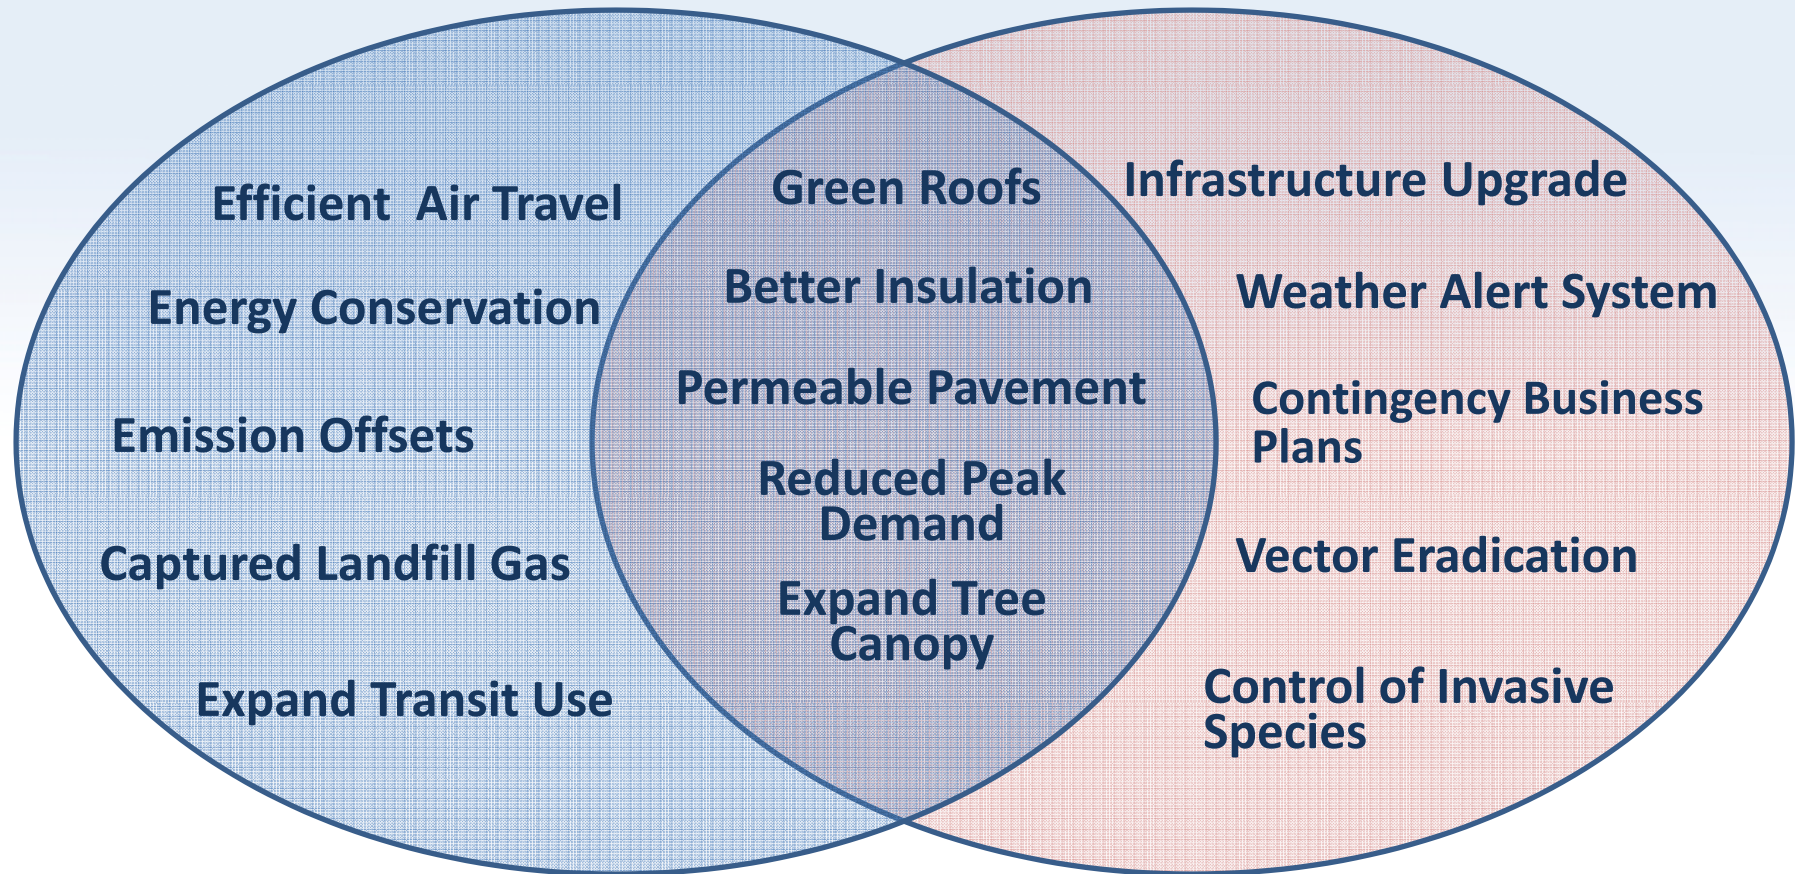 Efficient  Air Travel
Energy Conservation
Emission Offsets
Captured Landfill Gas
Expand Transit Use
Green Roofs
Better Insulation
Permeable Pavement
Reduced Peak
Demand
Expand Tree
Canopy
Infrastructure Upgrade
Weather Alert System
Contingency Business
Plans
Vector Eradication
Control of Invasive
Species